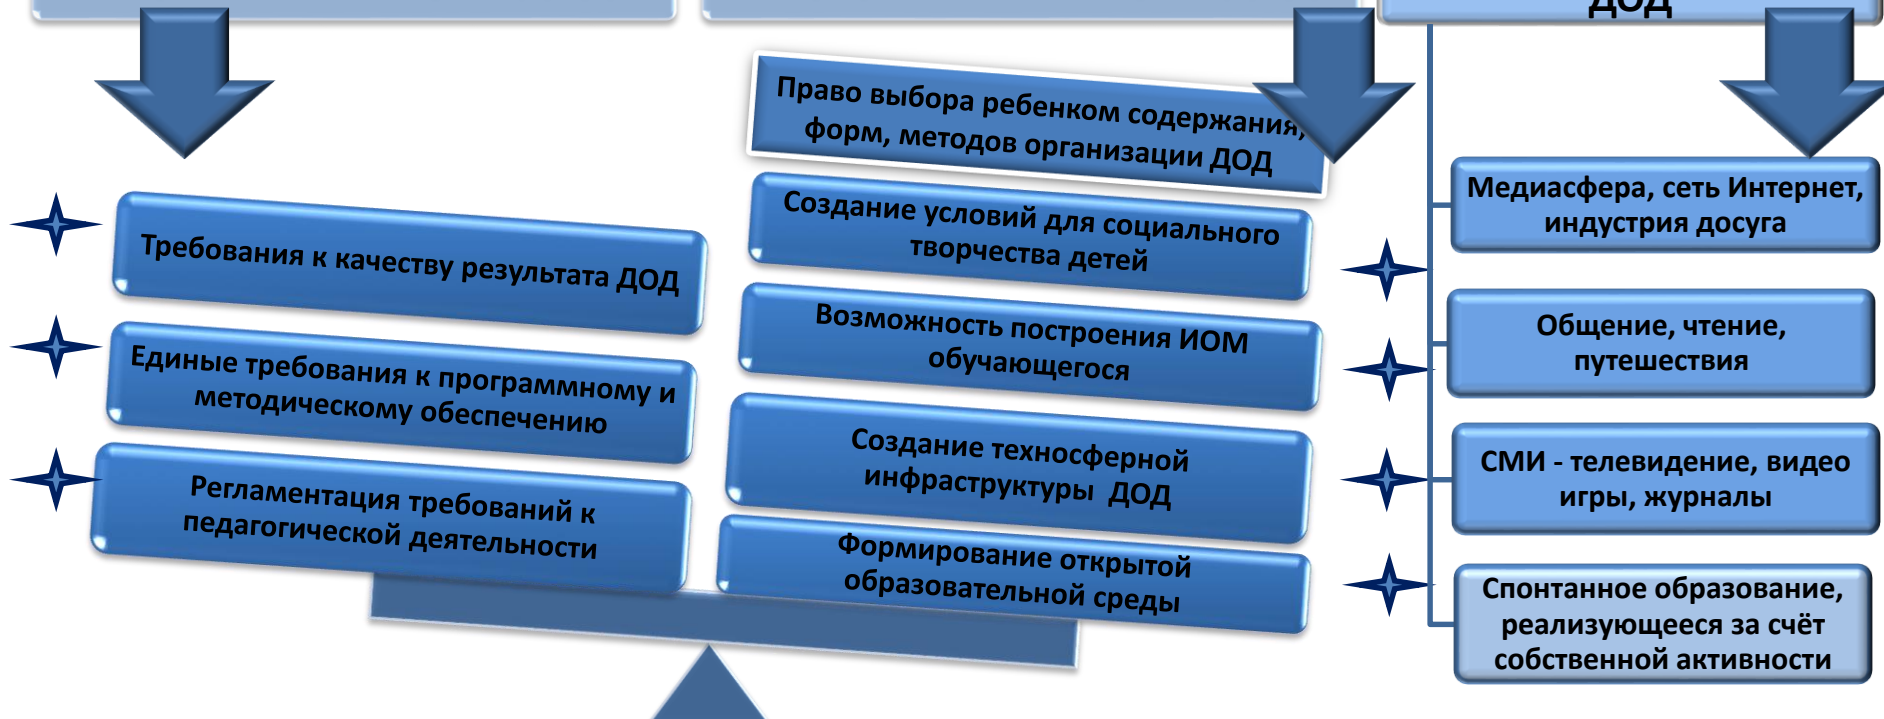 ДОД
Требования к качеству результата ДОД
Единые требования к программному и
методическому обеспечению
Регламентация требований к
педагогической деятельности
Право выбора ребенком содержания,
форм, методов организации ДОД
Создание условий для социального
творчества детей
Возможность построения ИОМ
обучающегося
Создание техносферной
инфраструктуры ДОД
Формирование открытой
образовательной среды
Медиасфера, сеть Интернет,
индустрия досуга
Общение, чтение,
путешествия
СМИ - телевидение, видео
игры, журналы
Спонтанное образование,
реализующееся за счёт
собственной активности